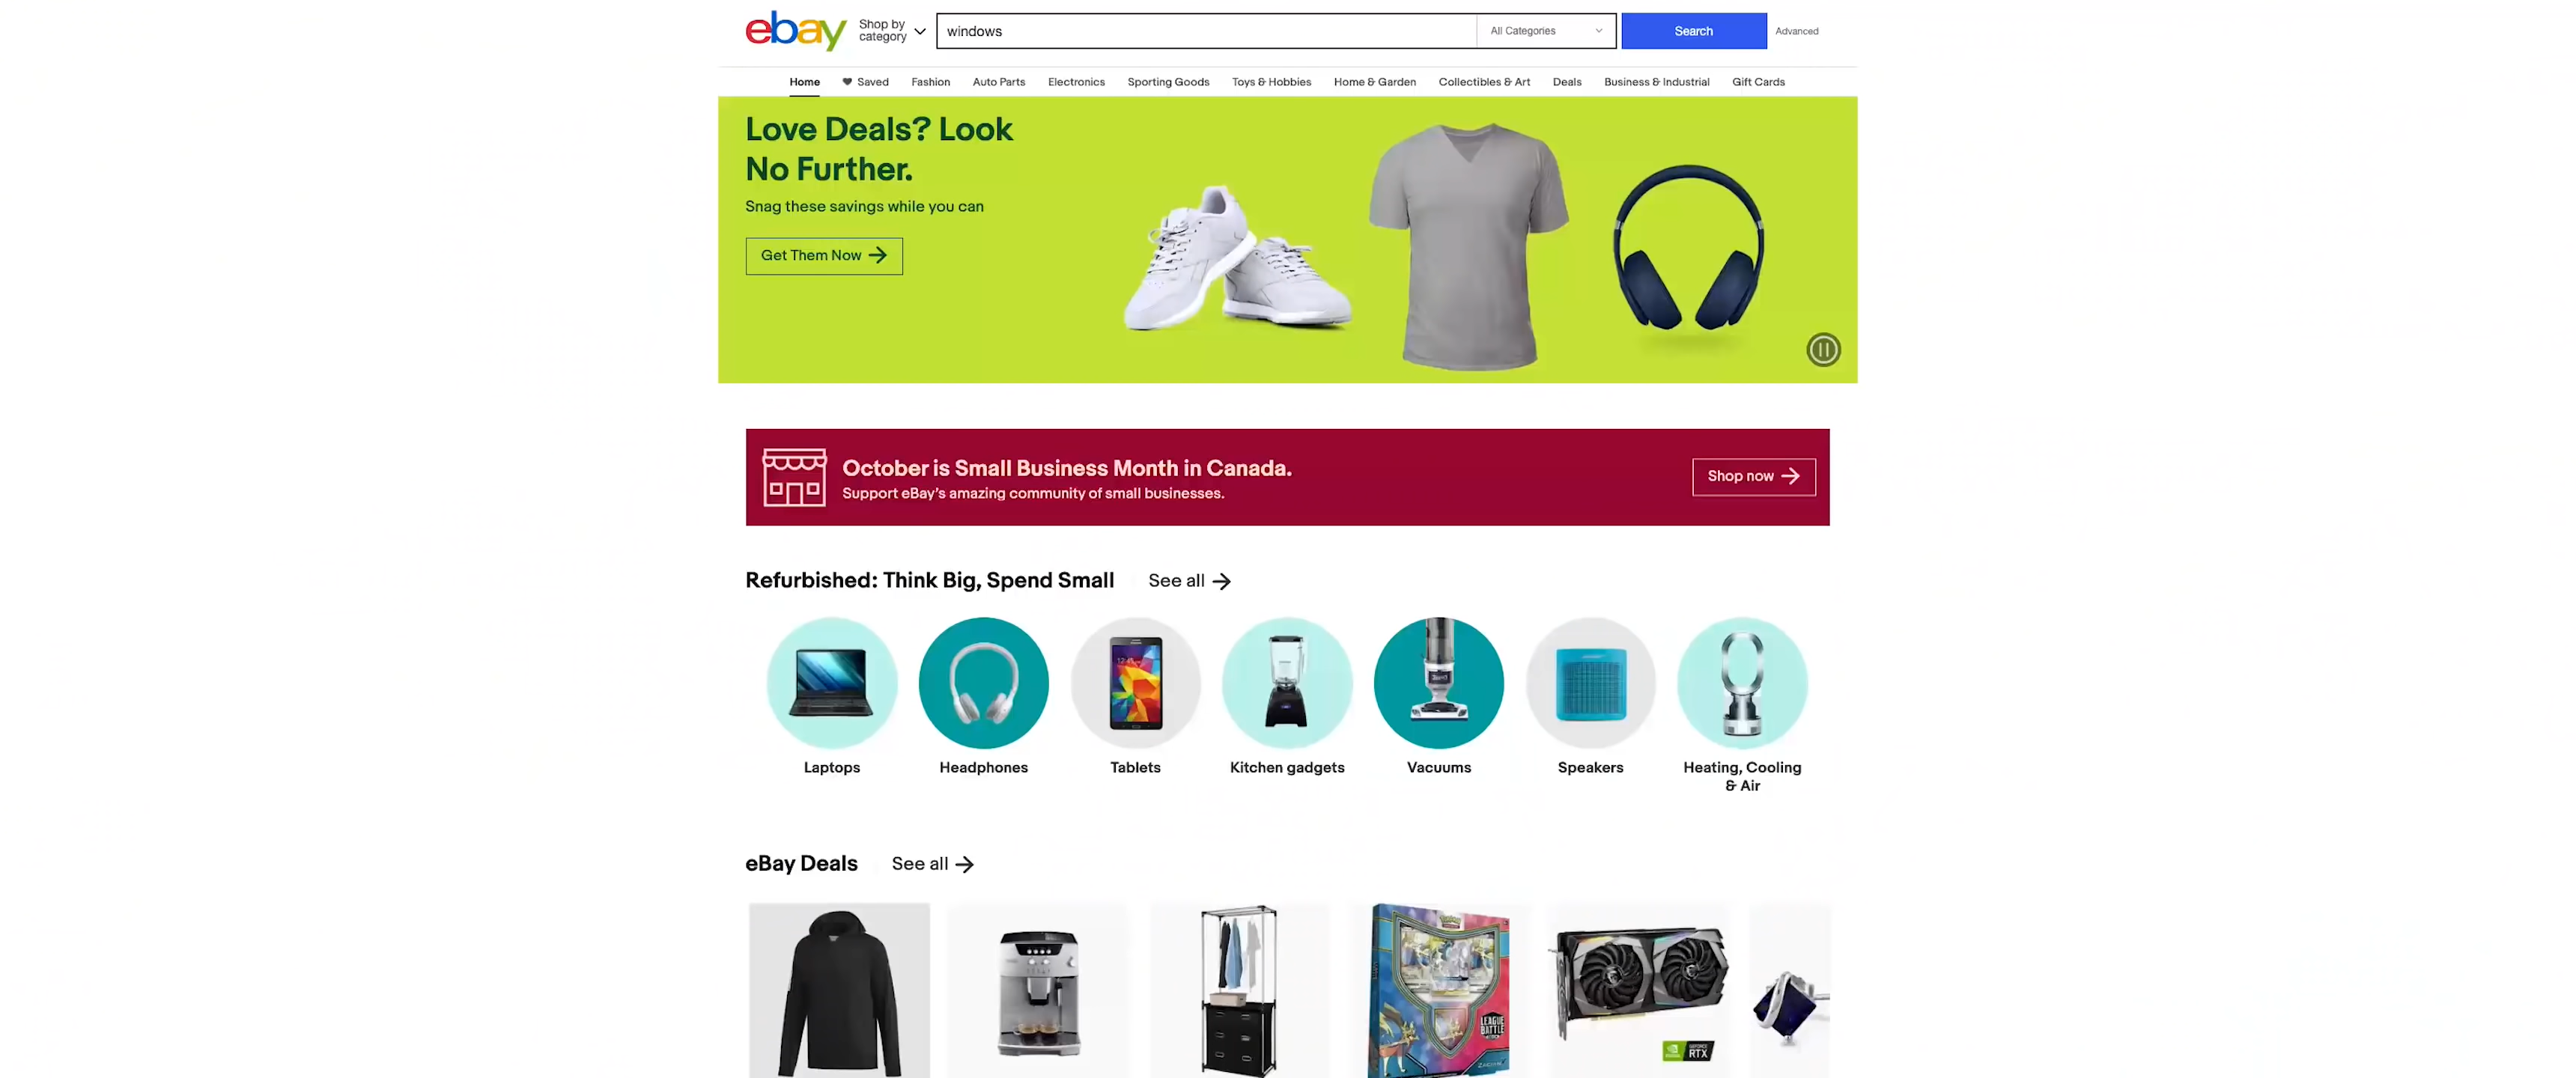 ebay
Shop by
category
windows
All Categories
Search
Advanced
Home
Saved
Fashion
Auto Parts
Electronics
Sporting Goods
Toys & Hobbies
Home & Garden
Collectibles & Art
Deals
Business & Industrial
Gift Cards
Love Deals? Look
No Further.
Snag these savings while you can
Get Them Now
October is Small Business Month in Canada.
Support eBay's amazing community of small businesses.
Shop now
Refurbished: Think Big, Spend Small
See all
Laptops
Headphones
Tablets
Kitchen gadgets
Vacuums
Speakers
Heating, Cooling
& Air
eBay Deals
See all
LEAGUE
BATTLE
RTX